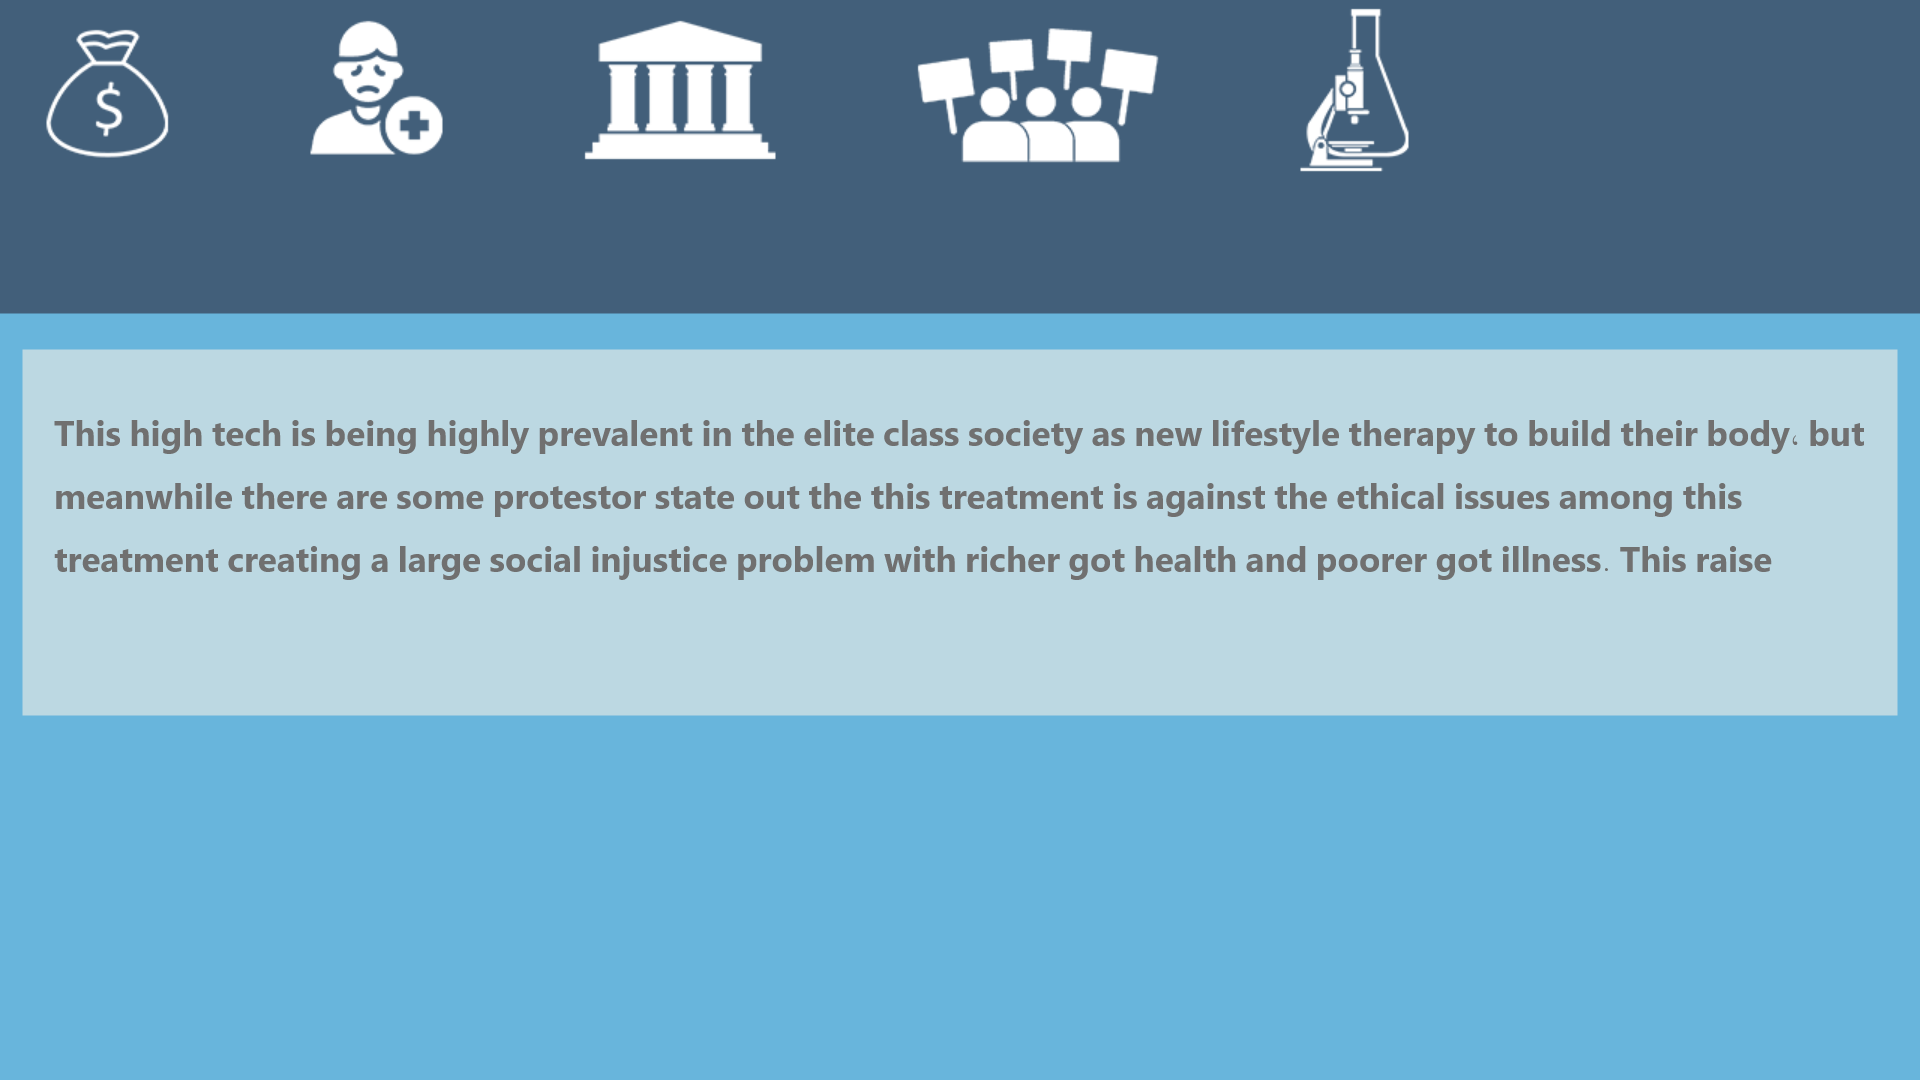 $
This high tech is being highly prevalent in the elite class society as new lifestyle therapy to build their body، but
meanwhile there are some protestor state out the this treatment is against the ethical issues among this
treatment creating a large social injustice problem with richer got health and poorer got illness. This raise